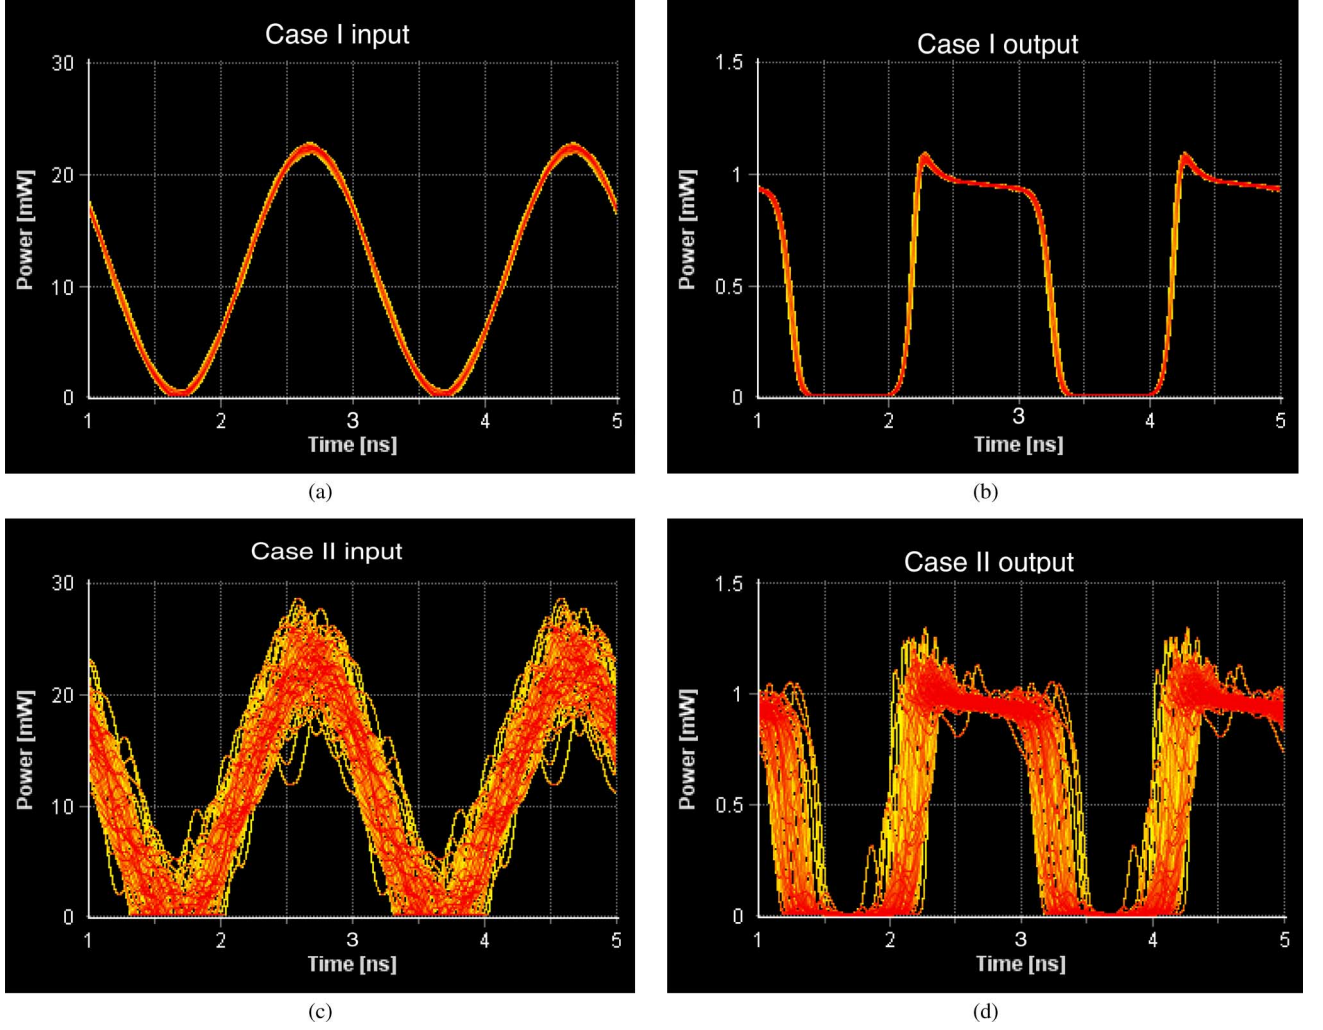 Case I input
30
20
10
0
Power [mW]
1 2 3 4 5
Time [ns]
(a)
Case I output
1.5
1
0.5
0
Power [mW]
1 2 3 4 5
Time [ns]
(b)
Case II input
30
20
10
0
Power [mW]
1 2 3 4 5
Time [ns]
(c)
Case II output
1.5
1
0.5
0
Power [mW]
1 2 3 4 5
Time [ns]
(d)